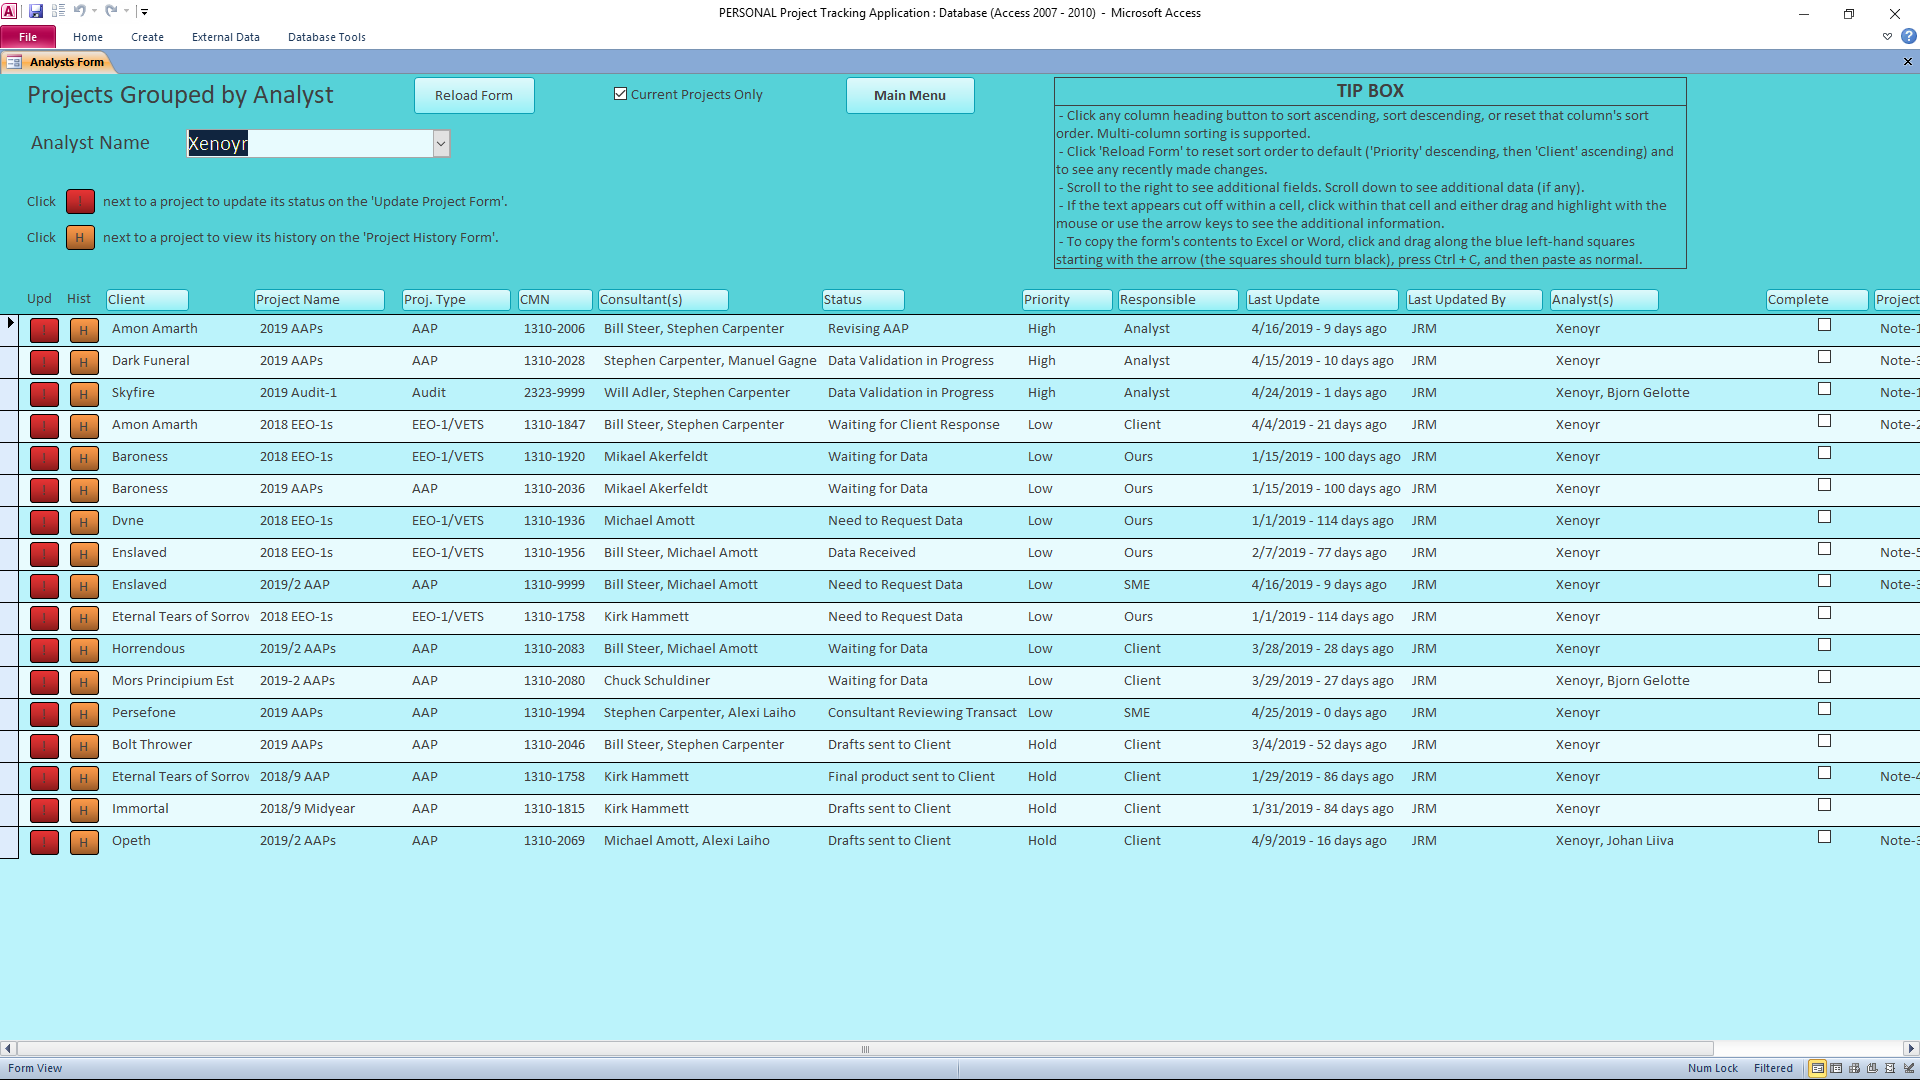 PERSONAL Project Tracking Application : Database (Access 2007 - 2010) - Microsoft Access
File Home Create External Data Database Tools
Analysts Form
Projects Grouped by Analyst Reload Form Current Projects Only Main Menu
Analyst Name Xenoyr
Click next to a project to update its status on the 'Update Project Form'.
Click H next to a project to view its history on the 'Project History Form'.
TIP BOX
- Click any column heading button to sort ascending, sort descending, or reset that column's sort
order. Multi-column sorting is supported.
- Click 'Reload Form' to reset sort order to default ('Priority' descending, then 'Client' ascending) and
to see any recently made changes.
- Scroll to the right to see additional fields. Scroll down to see additional data (if any).
- If the text appears cut off within a cell, click within that cell and either drag and highlight with the
mouse or use the arrow keys to see the additional information.
- To copy the form's contents to Excel or Word, click and drag along the blue left-hand squares
starting with the arrow (the squares should turn black), press Ctrl + C, and then paste as normal.
Upd Hist Client Project Name Proj. Type CMN Consultant(s) Status Priority Responsible Last Update Last Updated By Analyst(s) Complete Project
H Amon Amarth 2019 AAPs AAP 1310-2006 Bill Steer, Stephen Carpenter Revising AAP High Analyst 4/16/2019 - 9 days ago JRM Xenoyr Note-1
H Dark Funeral 2019 AAPs AAP 1310-2028 Stephen Carpenter, Manuel Gagne Data Validation in Progress High Analyst 4/15/2019 - 10 days ago JRM Xenoyr Note-3
H Skyfire 2019 Audit-1 Audit 2323-9999 Will Adler, Stephen Carpenter Data Validation in Progress High Analyst 4/24/2019 - 1 days ago JRM Xenoyr, Bjorn Gelotte Note-1
H Amon Amarth 2018 EEO-1s EEO-1/VETS 1310-1847 Bill Steer, Stephen Carpenter Waiting for Client Response Low Client 4/4/2019 - 21 days ago JRM Xenoyr Note-2
H Baroness 2018 EEO-1s EEO-1/VETS 1310-1920 Mikael Akerfeldt Waiting for Data Low Ours 1/15/2019 - 100 days ago JRM Xenoyr
H Baroness 2019 AAPs AAP 1310-2036 Mikael Akerfeldt Waiting for Data Low Ours 1/15/2019 - 100 days ago JRM Xenoyr
H Dvne 2018 EEO-1s EEO-1/VETS 1310-1936 Michael Amott Need to Request Data Low Ours 1/1/2019 - 114 days ago JRM Xenoyr
H Enslaved 2018 EEO-1s EEO-1/VETS 1310-1956 Bill Steer, Michael Amott Data Received Low Ours 2/7/2019 - 77 days ago JRM Xenoyr Note-5
H Enslaved 2019/2 AAP AAP 1310-9999 Bill Steer, Michael Amott Need to Request Data Low SME 4/16/2019 - 9 days ago JRM Xenoyr Note-3
H Eternal Tears of Sorrov 2018 EEO-1s EEO-1/VETS 1310-1758 Kirk Hammett Need to Request Data Low Ours 1/1/2019 - 114 days ago JRM Xenoyr
H Horrendous 2019/2 AAPs AAP 1310-2083 Bill Steer, Michael Amott Waiting for Data Low Client 3/28/2019 - 28 days ago JRM Xenoyr
H Mors Principium Est 2019-2 AAPs AAP 1310-2080 Chuck Schuldiner Waiting for Data Low Client 3/29/2019 - 27 days ago JRM Xenoyr, Bjorn Gelotte
H Persefone 2019 AAPs AAP 1310-1994 Stephen Carpenter, Alexi Laiho Consultant Reviewing Transact Low SME 4/25/2019 - 0 days ago JRM Xenoyr
H Bolt Thrower 2019 AAPs AAP 1310-2046 Bill Steer, Stephen Carpenter Drafts sent to Client Hold Client 3/4/2019 - 52 days ago JRM Xenoyr
H Eternal Tears of Sorrov 2018/9 AAP AAP 1310-1758 Kirk Hammett Final product sent to Client Hold Client 1/29/2019 - 86 days ago JRM Xenoyr Note-4
H Immortal 2018/9 Midyear AAP 1310-1815 Kirk Hammett Drafts sent to Client Hold Client 1/31/2019 - 84 days ago JRM Xenoyr
H Opeth 2019/2 AAPs AAP 1310-2069 Michael Amott, Alexi Laiho Drafts sent to Client Hold Client 4/9/2019 - 16 days ago JRM Xenoyr, Johan Liiva Note-3
Form View Num Lock Filtered